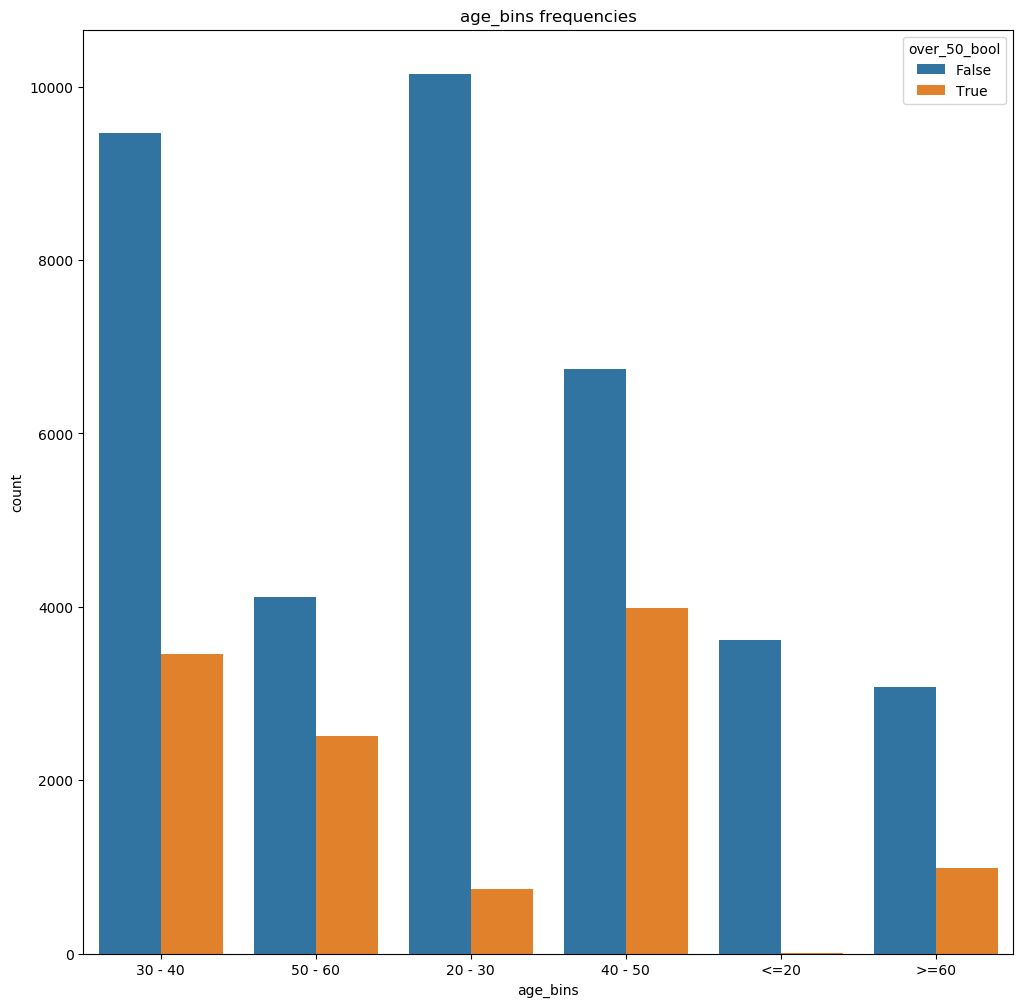 age_bins frequencies
over_50_bool
False
True
count
10000
8000
6000
4000
2000
0
30 - 40
50 - 60
20 - 30
40 - 50
<=20
>=60
age_bins